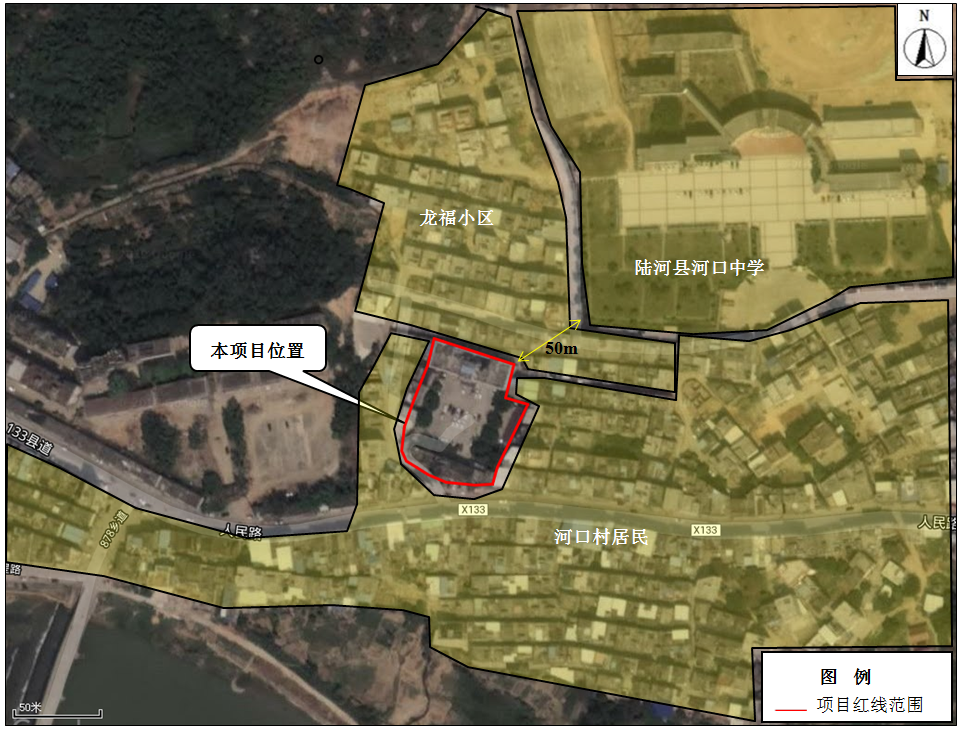 N
龙福小区
陆河县河口中学
本项目位置
50m
133县道
X133
人民路
878乡道
河口村居民
X133
人民路
图 例
项目红线范围
50米